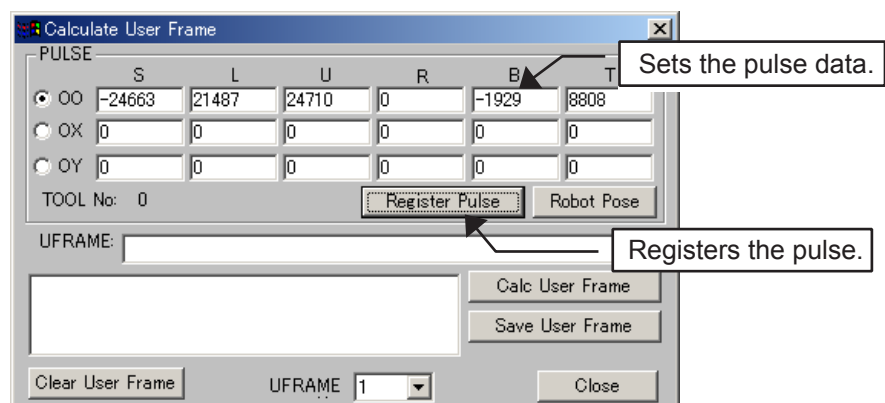 Calculate User Frame
PULSE
S L U R B T
OO -24663 21487 24710 0 -1929 8808
OX 0 0 0 0 0 0
OY 0 0 0 0 0 0
TOOL No: 0 Register Pulse Robot Pose
Sets the pulse data.
UFRAME:
Registers the pulse.
Calc User Frame
Save User Frame
Clear User Frame UFRAME 1 Close